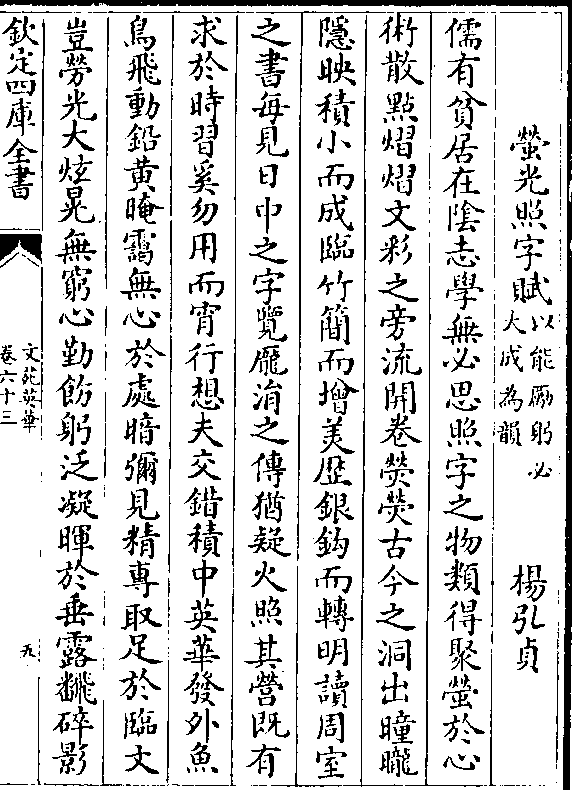 螢光照字賦以能勵躬必大成為韻 楊弘貞
儒有貧居在陰志學無必思照字之物類得聚螢於心
術散點熠熠文彩之旁流開卷熒熒古今之洞出曈曨
隱映積小而成臨竹簡而增美歷銀鈎而轉明讀周室
之書每見日中之字覽厖涓之傳猶疑火照其營既有
求於時習奚勿用而宵行想夫交錯積中英華發外魚
鳥飛動鉛黄晻靄無心於處暗彌見精專取足於臨文
豈勞光大炫晃無窮心勤飭躬泛凝暉於垂露飄碎影
欽定四庫全書
文苑英華
卷六十三
九